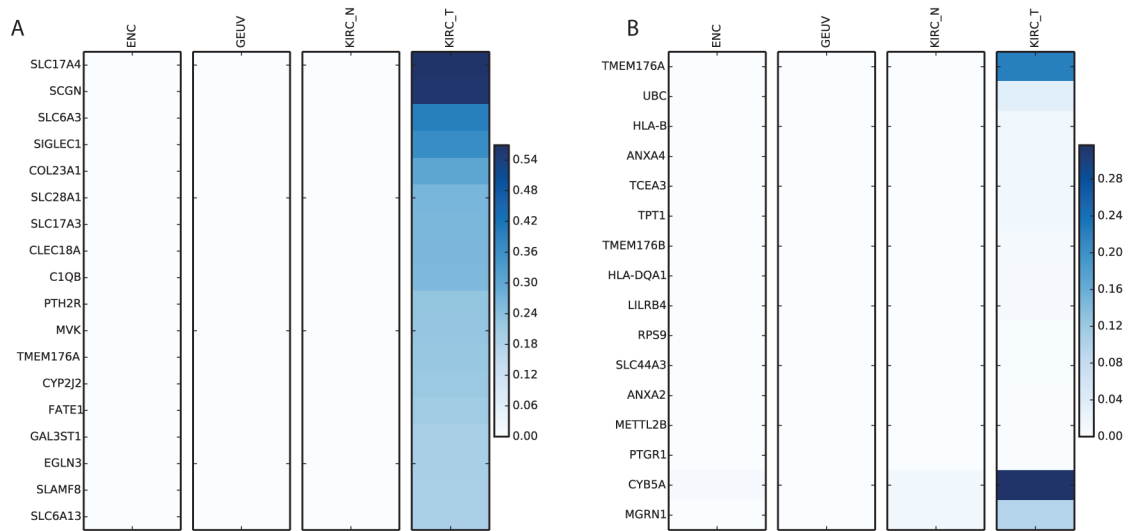 A
ENC
GEUV
KIRC_N
KIRC_T
SLC17A4
SCGN
SLC6A3
SIGLEC1
COL23A1
SLC28A1
SLC17A3
CLEC18A
C1QB
PTH2R
MVK
TMEM176A
CYP2J2
FATE1
GAL3ST1
EGLN3
SLAMF8
SLC6A13
0.54
0.48
0.42
0.36
0.30
0.24
0.18
0.12
0.06
0.00
B
ENC
GEUV
KIRC_N
KIRC_T
TMEM176A
UBC
HLA-B
ANXA4
TCEA3
TPT1
TMEM176B
HLA-DQA1
LILRB4
RPS9
SLC44A3
ANXA2
METTL2B
PTGR1
CYB5A
MGRN1
0.28
0.24
0.20
0.16
0.12
0.08
0.04
0.00